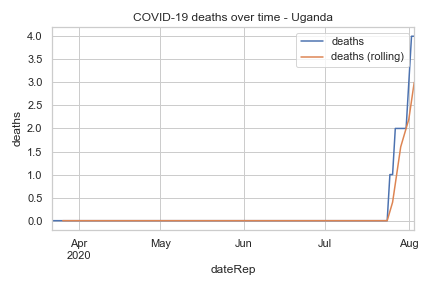 COVID-19 deaths over time - Uganda
deaths
deaths (rolling)
4.0
3.5
3.0
2.5
2.0
1.5
1.0
0.5
0.0
deaths
Apr
2020
May
Jun
Jul
Aug
dateRep